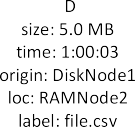 D
size: 5.0 MB
time: 1:00:03
origin: DiskNode1
loc: RAMNode2
label: file.csv